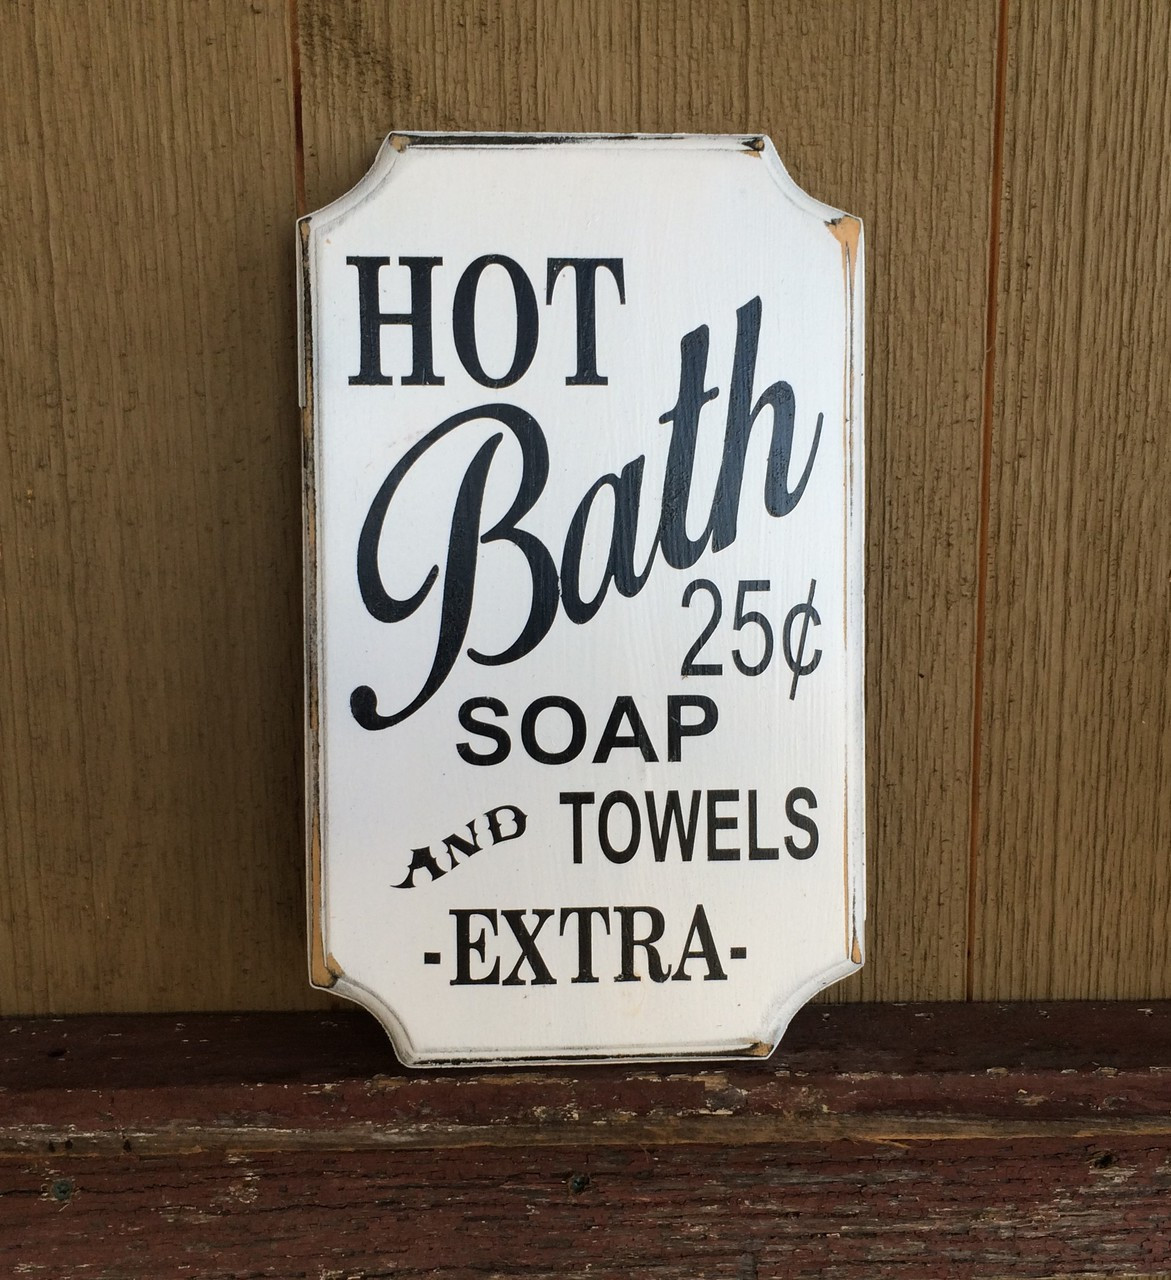 HOT
Bath
25¢
SOAP
AND TOWELS
-EXTRA-